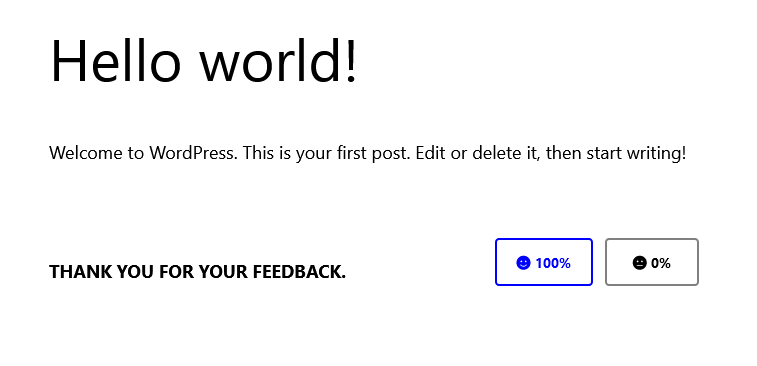 Hello world!
Welcome to WordPress. This is your first post. Edit or delete it, then start writing!
THANK YOU FOR YOUR FEEDBACK.
100%
0%